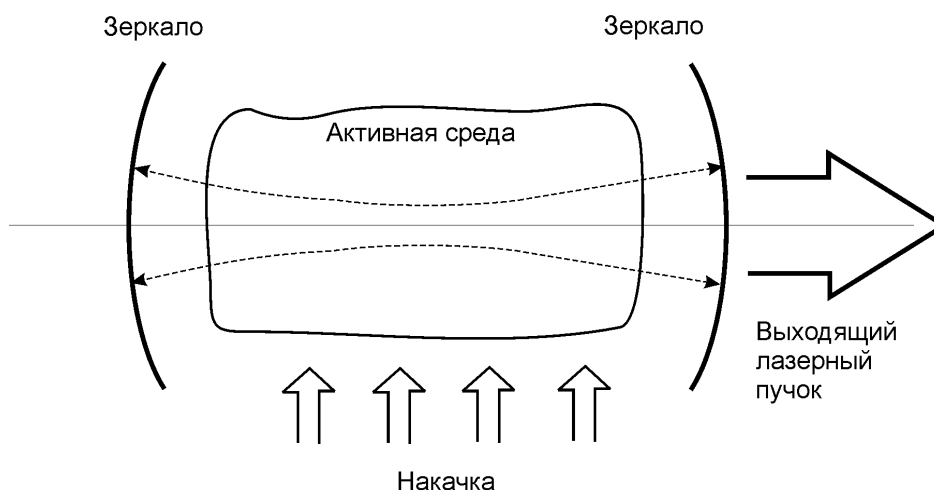 Зеркало
Зеркало
Активная среда
Выходящий
лазерный
пучок
Накачка